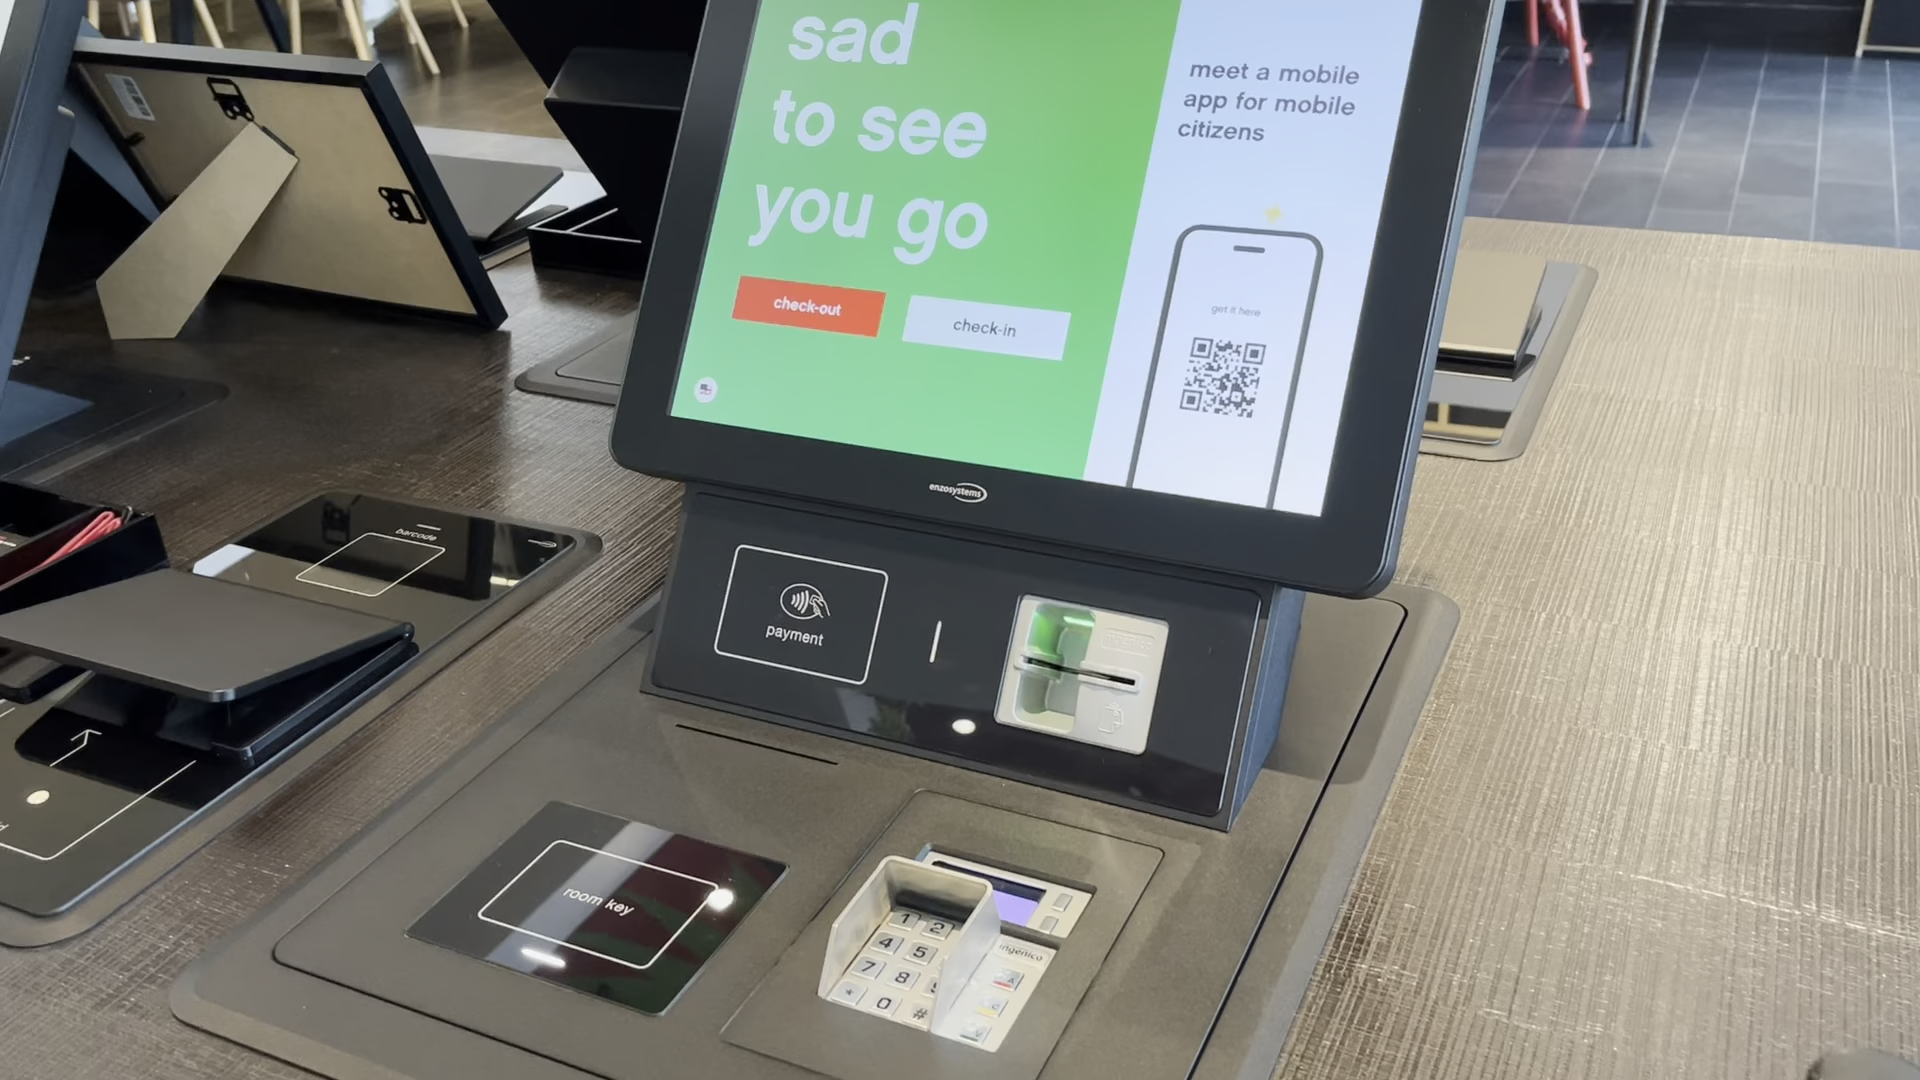 sad
to see
you go
check-out
check-in
meet a mobile
app for mobile
citizens
get it here
enzosystems
barcode
payment
ingenico
room key
1 2
4 5
7 8
* 0 #
ingenico